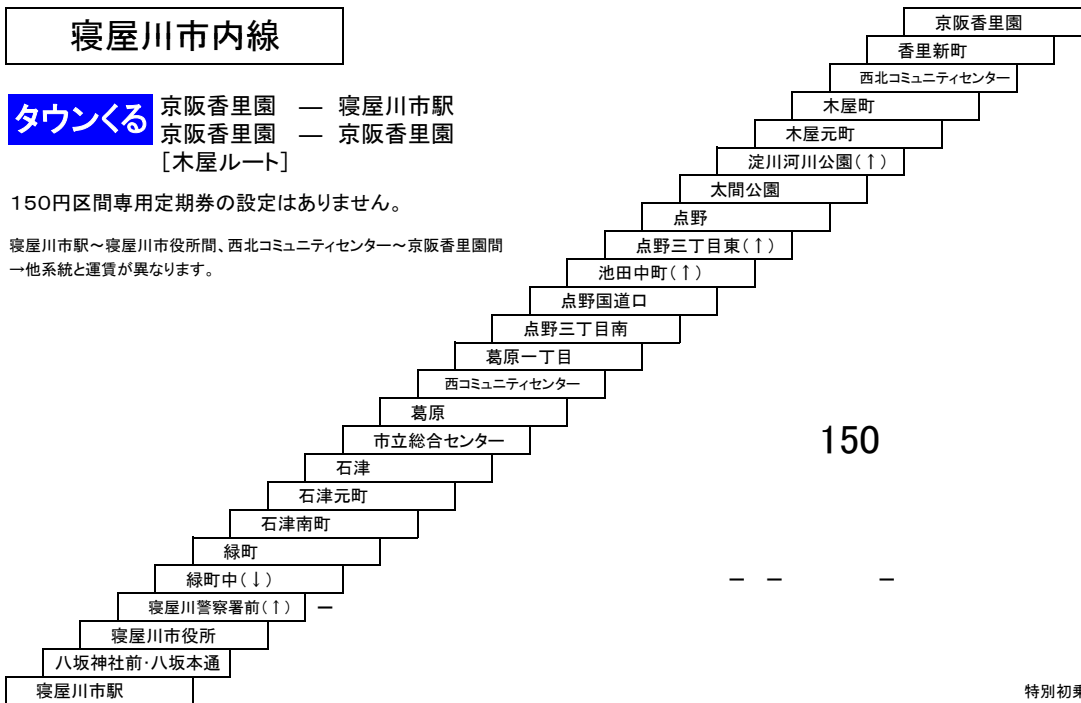 寝屋川市内線
タウンくる
京阪香里園 ― 寝屋川市駅
京阪香里園 ― 京阪香里園
[木屋ルート]
150円区間専用定期券の設定はありません。
寝屋川市駅～寝屋川市役所間、西北コミュニティセンター～京阪香里園間
→他系統と運賃が異なります。
京阪香里園
香里新町
西北コミュニティセンター
木屋町
木屋元町
淀川河川公園(↑)
太間公園
点野
点野三丁目東(↑)
池田中町(↑)
点野国道口
点野三丁目南
葛原一丁目
西コミュニティセンター
葛原
市立総合センター
150
石津
石津元町
石津南町
緑町
緑町中(↓)
― ― ―
寝屋川警察署前(↑) ―
寝屋川市役所
八坂神社前・八坂本通
寝屋川市駅
特別初乗